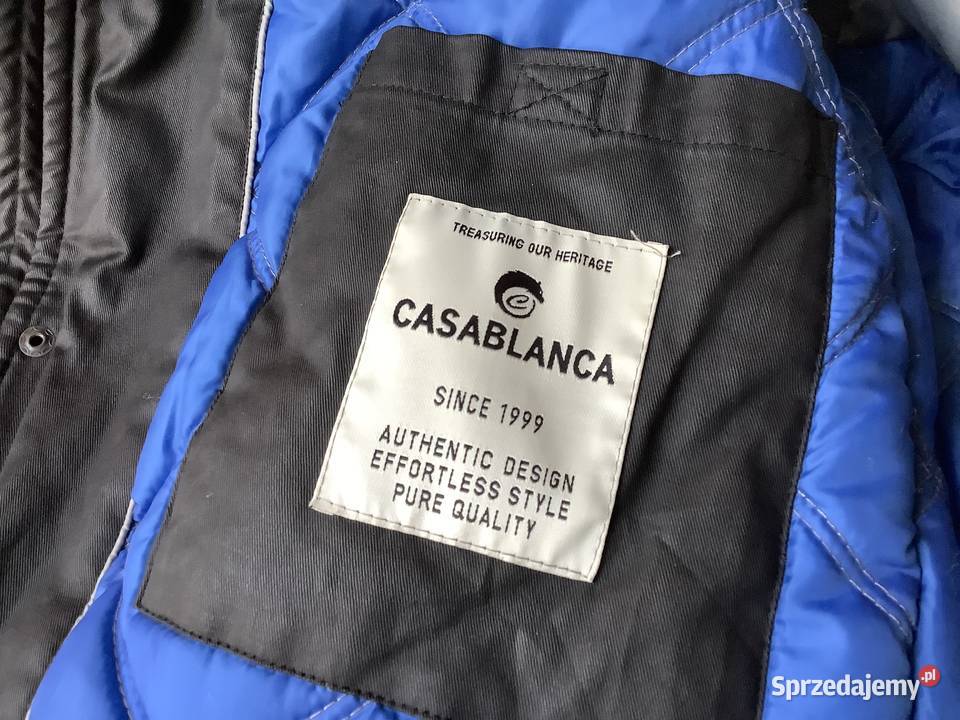 TREASURING OUR HERITAGE
CASABLANCA
SINCE 1999
AUTHENTIC DESIGN
EFFORTLESS STYLE
PURE QUALITY
Sprzedajemy.pl